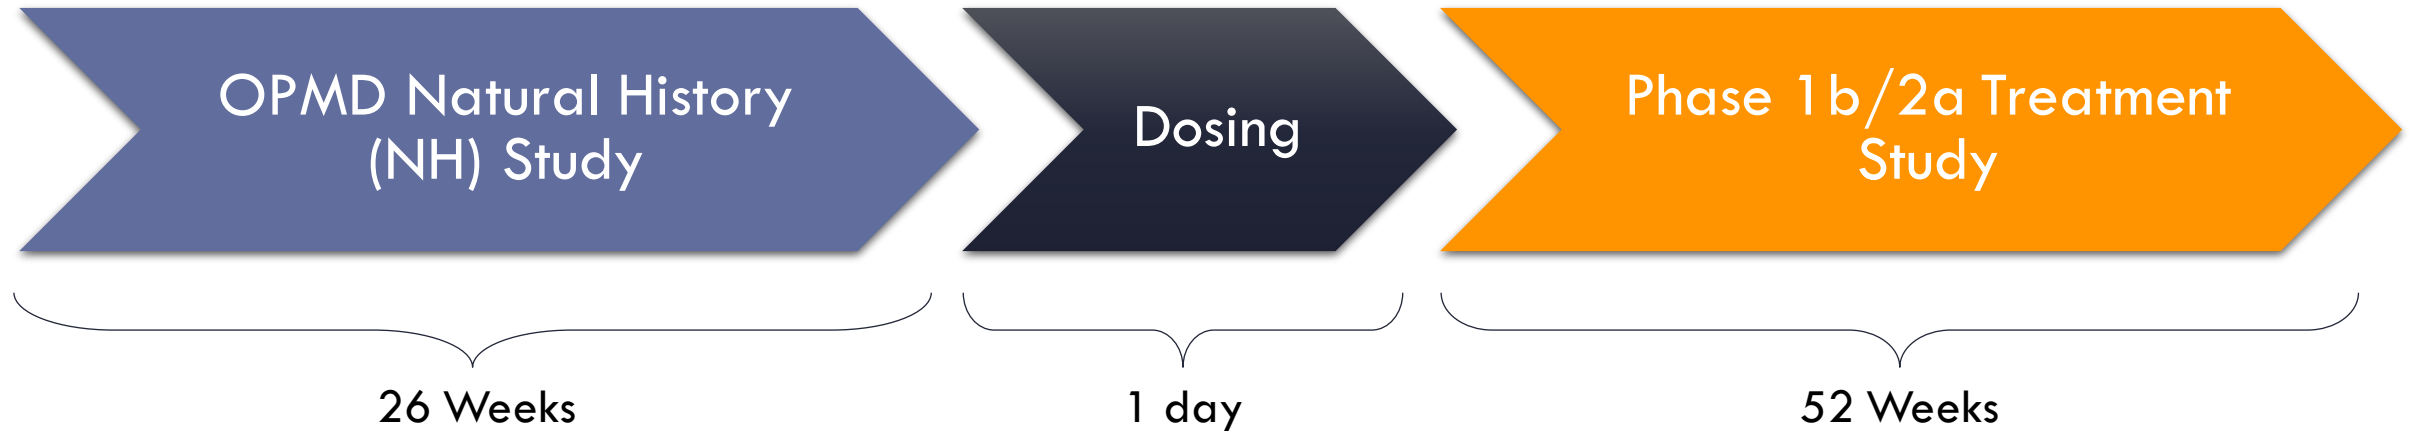 OPMD Natural History
(NH) Study
Dosing
Phase 1b/2a Treatment
Study
26 Weeks
1 day
52 Weeks